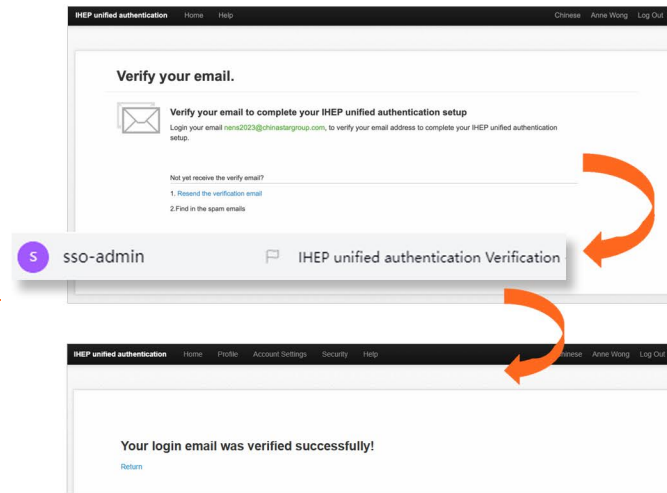 IHEP unified authentication Home Help Chinese Anne Wong Log Out
Verify your email.
Verify your email to complete your IHEP unified authentication setup
Login your email nens2023@chinastargroup.com, to verify your email address to complete your IHEP unified authentication
setup.
Not yet receive the verify email?
1. Resend the verification email
2.Find in the spam emails
S sso-admin IHEP unified authentication Verification
IHEP unified authentication Home Profile Account Settings Security Help Chinese Anne Wong Log Out
Your login email was verified successfully!
Return